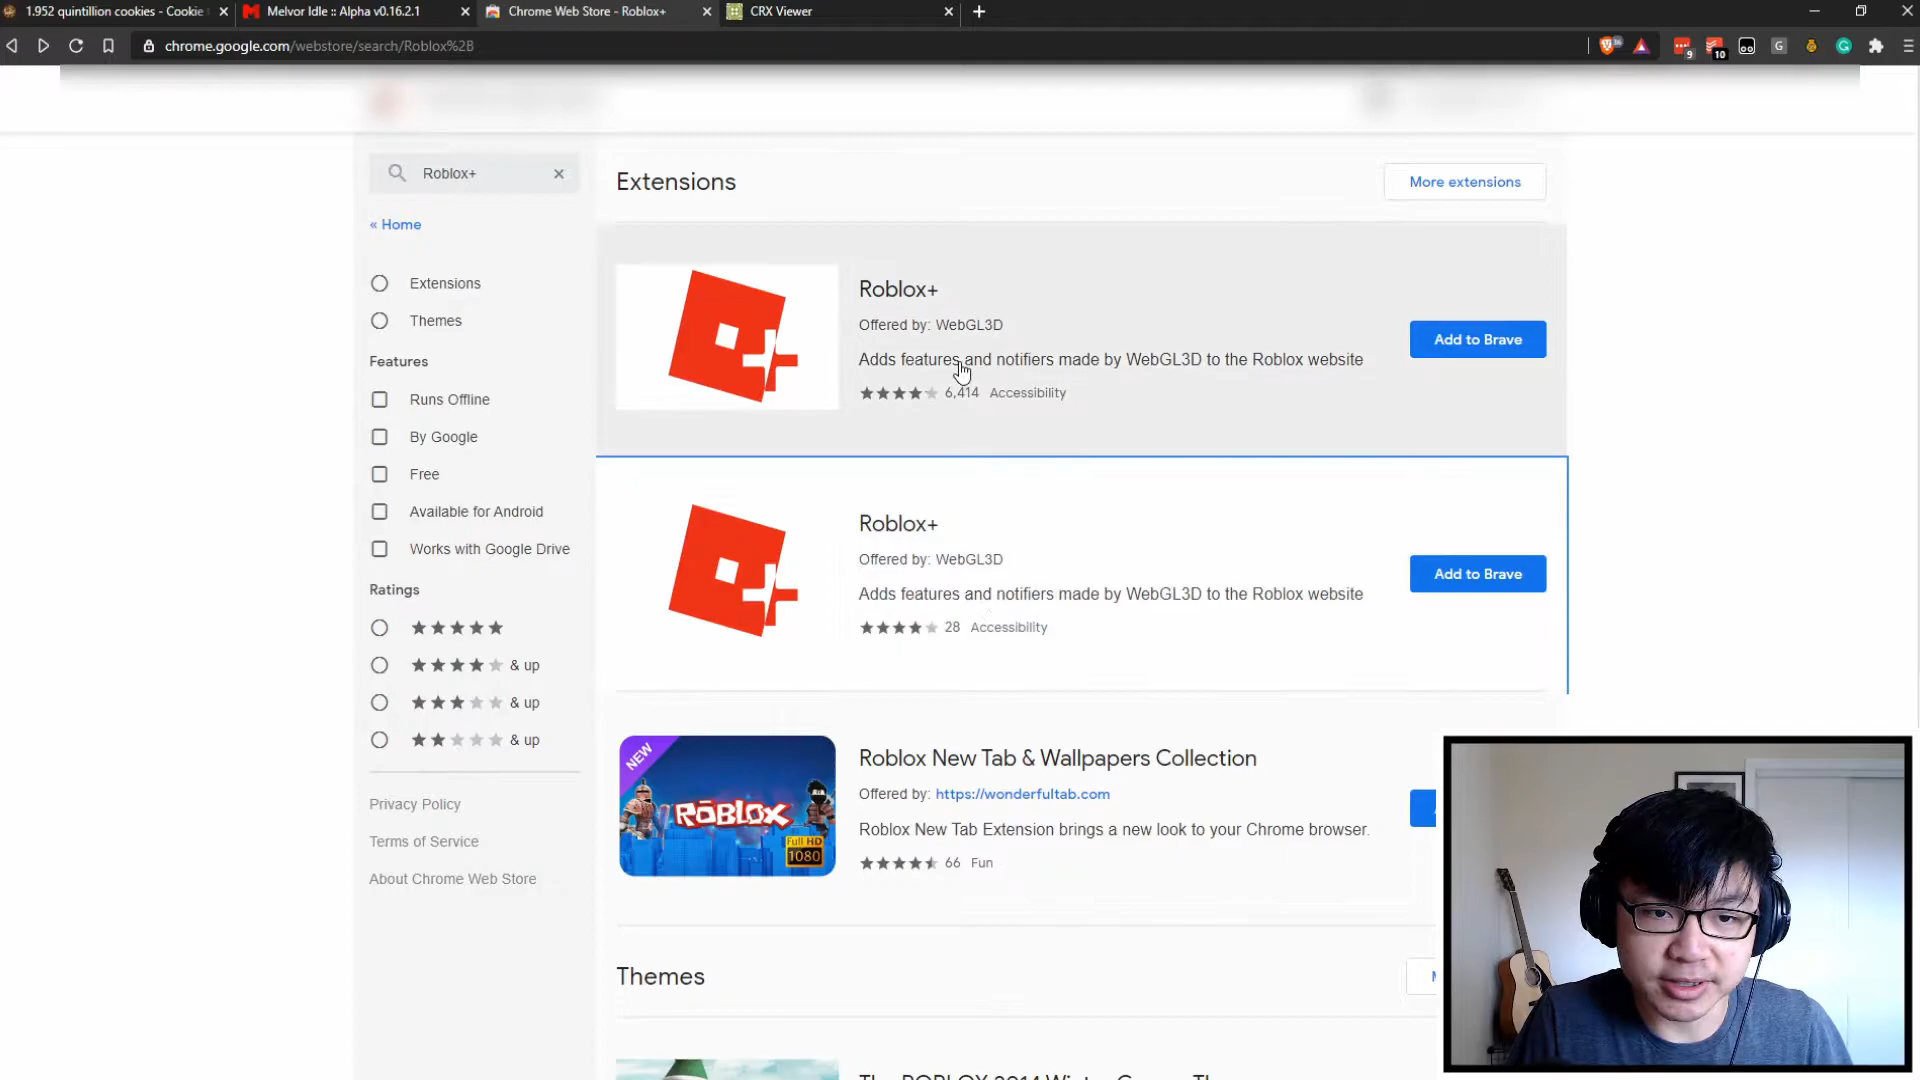 1.952 quintillion cookies - Cookie
Melvor Idle :: Alpha v0.16.2.1
Chrome Web Store - Roblox+
CRX Viewer
chrome.google.com/webstore/search/Roblox%2B
9
10
G
Roblox+
« Home
Extensions
Themes
Features
Runs Offline
By Google
Free
Available for Android
Works with Google Drive
Ratings
& up
& up
& up
Privacy Policy
Terms of Service
About Chrome Web Store
Extensions
More extensions
Roblox+
Offered by: WebGL3D
Adds features and notifiers made by WebGL3D to the Roblox website
6,414 Accessibility
Add to Brave
Roblox+
Offered by: WebGL3D
Adds features and notifiers made by WebGL3D to the Roblox website
28 Accessibility
Add to Brave
NEW
ROBLOX
Full HD
1080
Roblox New Tab & Wallpapers Collection
Offered by: https://wonderfultab.com
Roblox New Tab Extension brings a new look to your Chrome browser.
66 Fun
Themes